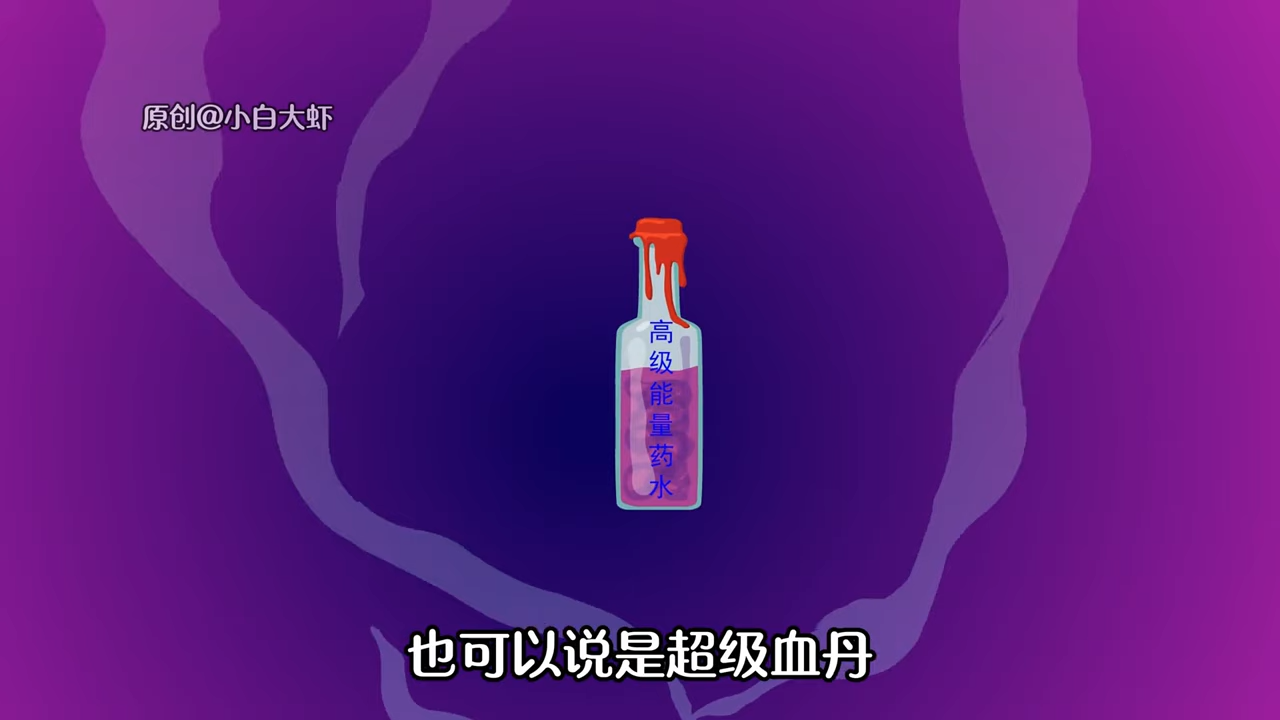 原创@小白大虾
高级能量药水
也可以说是超级血丹